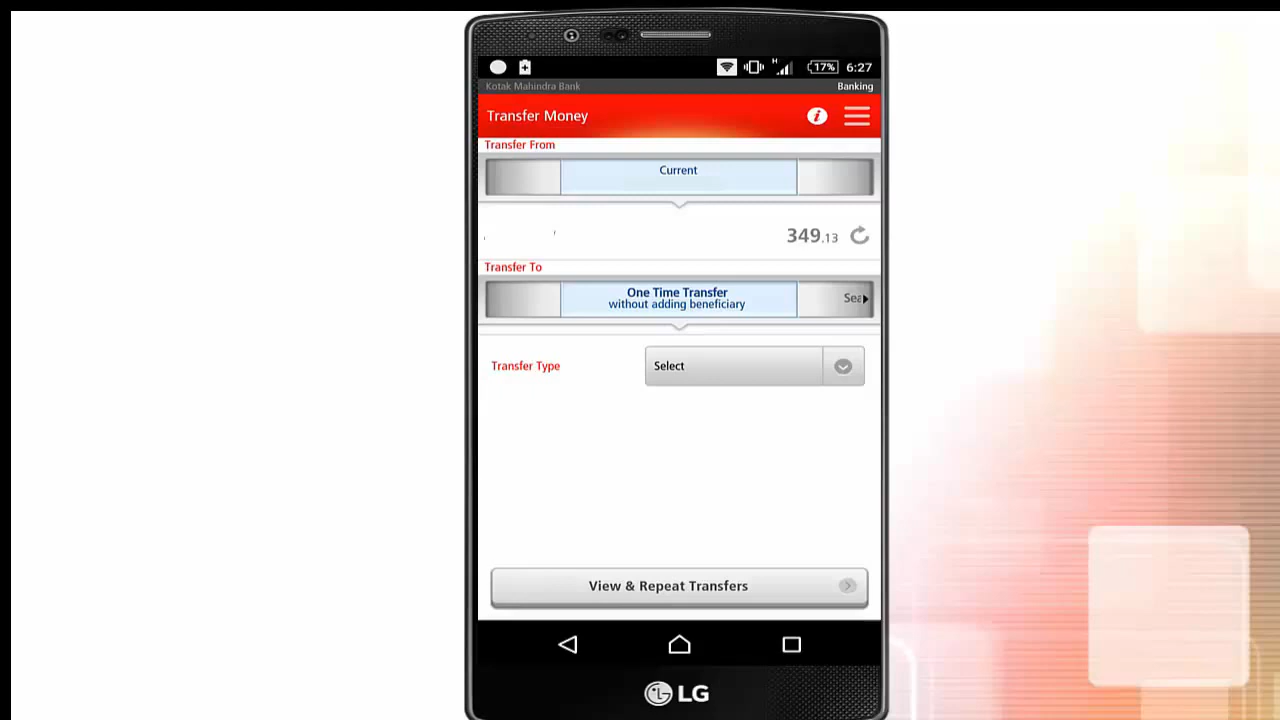 H
17% 6:27
Kotak Mahindra Bank Banking
Transfer Money i
Transfer From
Current
349.13
Transfer To
One Time Transfer
without adding beneficiary
Transfer Type Select
View & Repeat Transfers
LG